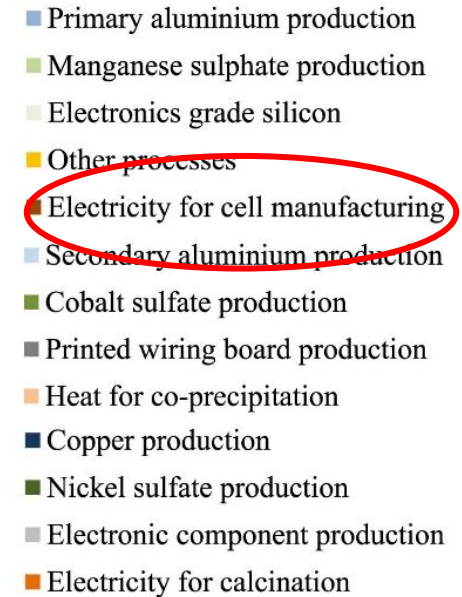 Primary aluminium production
Manganese sulphate production
Electronics grade silicon
Other processes
Electricity for cell manufacturing
Secondary aluminium production
Cobalt sulfate production
Printed wiring board production
Heat for co-precipitation
Copper production
Nickel sulfate production
Electronic component production
Electricity for calcination